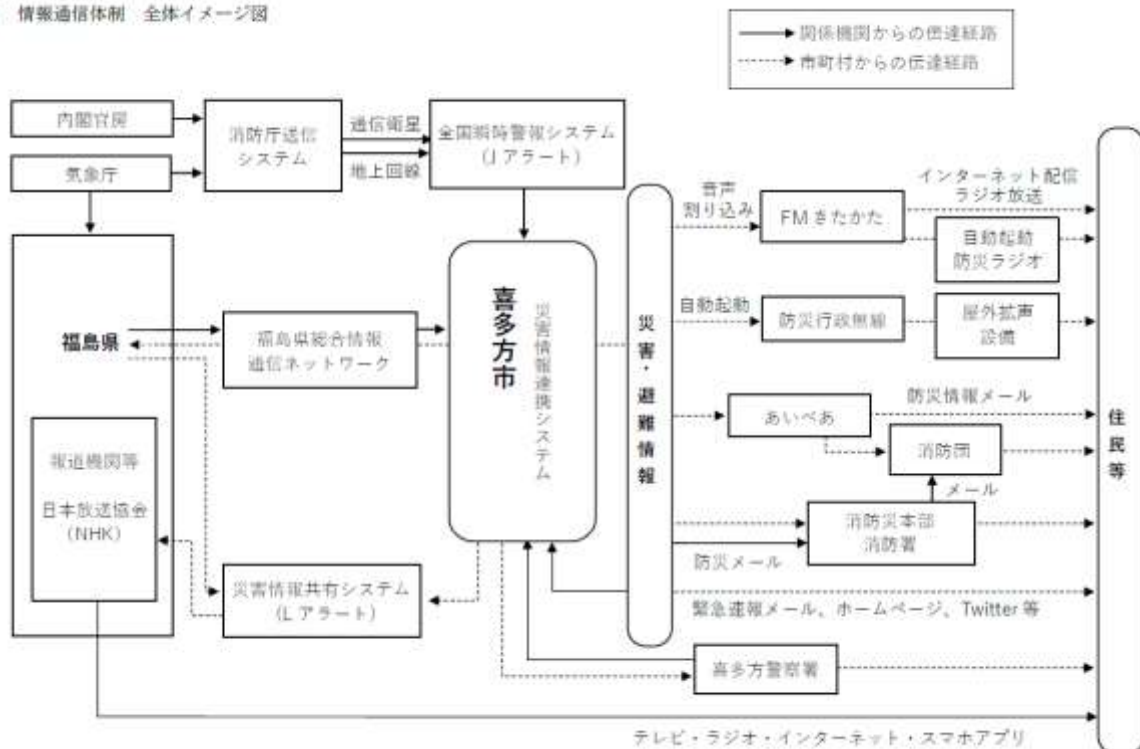 情報通信体制　全体イメージ図
関係機関からの伝達経路
市町村からの伝達経路
内閣官房
気象庁
消防庁送信
システム
通信衛星
地上回線
全国瞬時警報システム
（Jアラート）
福島県
福島県総合情報
通信ネットワーク
喜多方市
災害情報連携システム
報道機関等
日本放送協会
（NHK）
災害情報共有システム
（Lアラート）
災害・避難情報
音声
割り込み
FMきたかた
インターネット配信
ラジオ放送
自動起動
防災ラジオ
自動起動
防災行政無線
屋外拡声
設備
あいべあ
防災情報メール
消防団
メール
消防災本部
消防署
防災メール
緊急速報メール、ホームページ、Twitter等
喜多方警察署
テレビ・ラジオ・インターネット・スマホアプリ
住民等